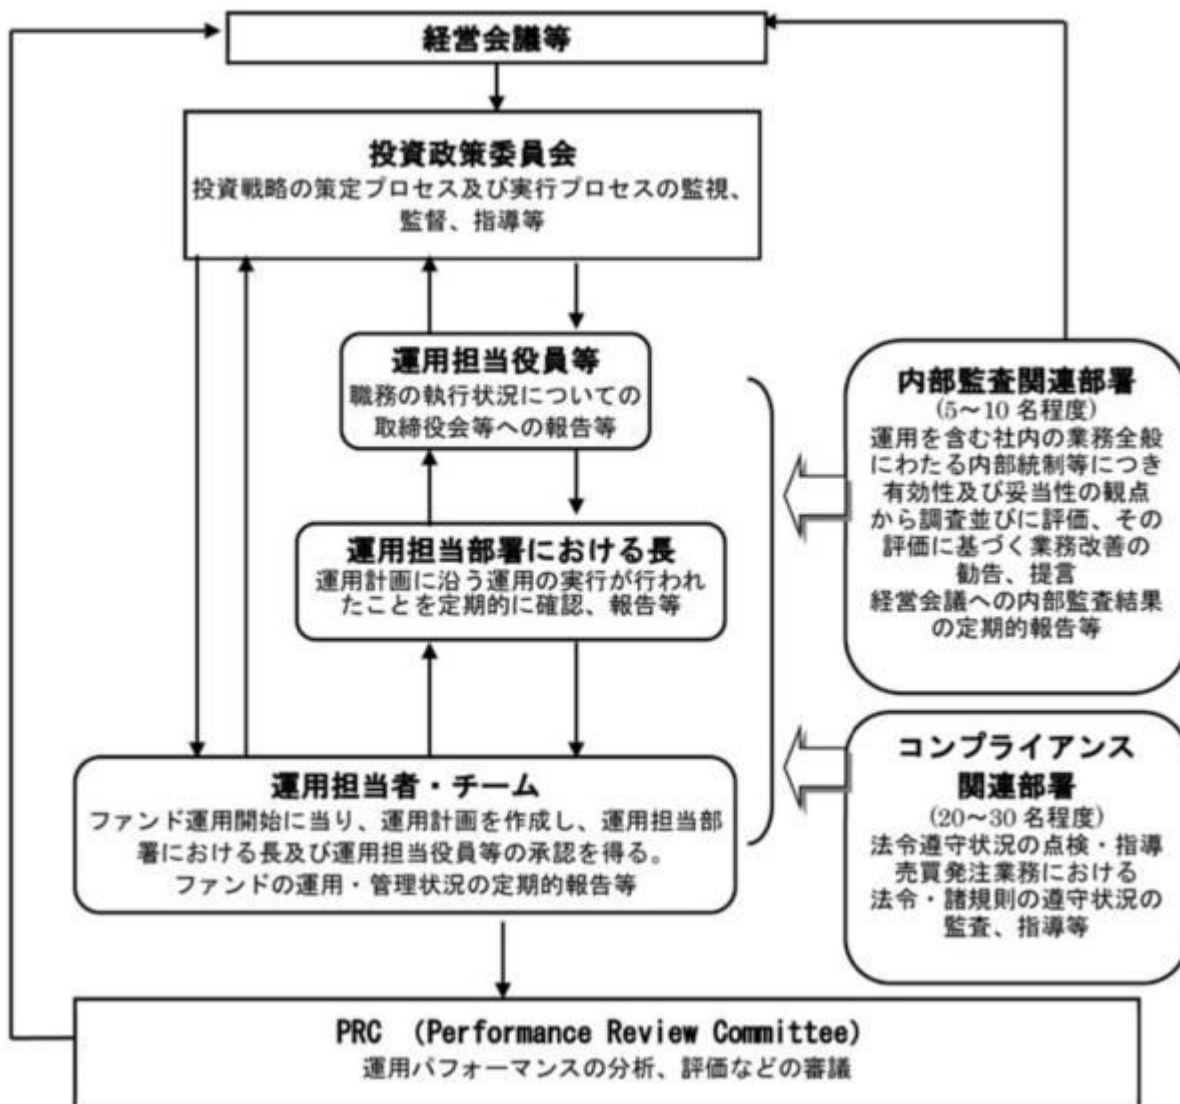 経営会議等
投資政策委員会
投資戦略の策定プロセス及び実行プロセスの監視、
監督、指導等
運用担当役員等
職務の執行状況についての
取締役会等への報告等
運用担当部署における長
運用計画に沿う運用の実行が行われ
たことを定期的に確認、報告等
運用担当者・チーム
ファンド運用開始に当り、運用計画を作成し、運用担当部
署における長及び運用担当役員等の承認を得る。
ファンドの運用・管理状況の定期的報告等
内部監査関連部署
(5～10 名程度)
運用を含む社内の業務全般
にわたる内部統制等につき
有効性及び妥当性の観点
から調査並びに評価、その
評価に基づく業務改善の
勧告、提言
経営会議への内部監査結果
の定期的報告等
コンプライアンス
関連部署
(20～30 名程度)
法令遵守状況の点検・指導
売買発注業務における
法令・諸規則の遵守状況の
監査、指導等
PRC (Performance Review Committee)
運用パフォーマンスの分析、評価などの審議